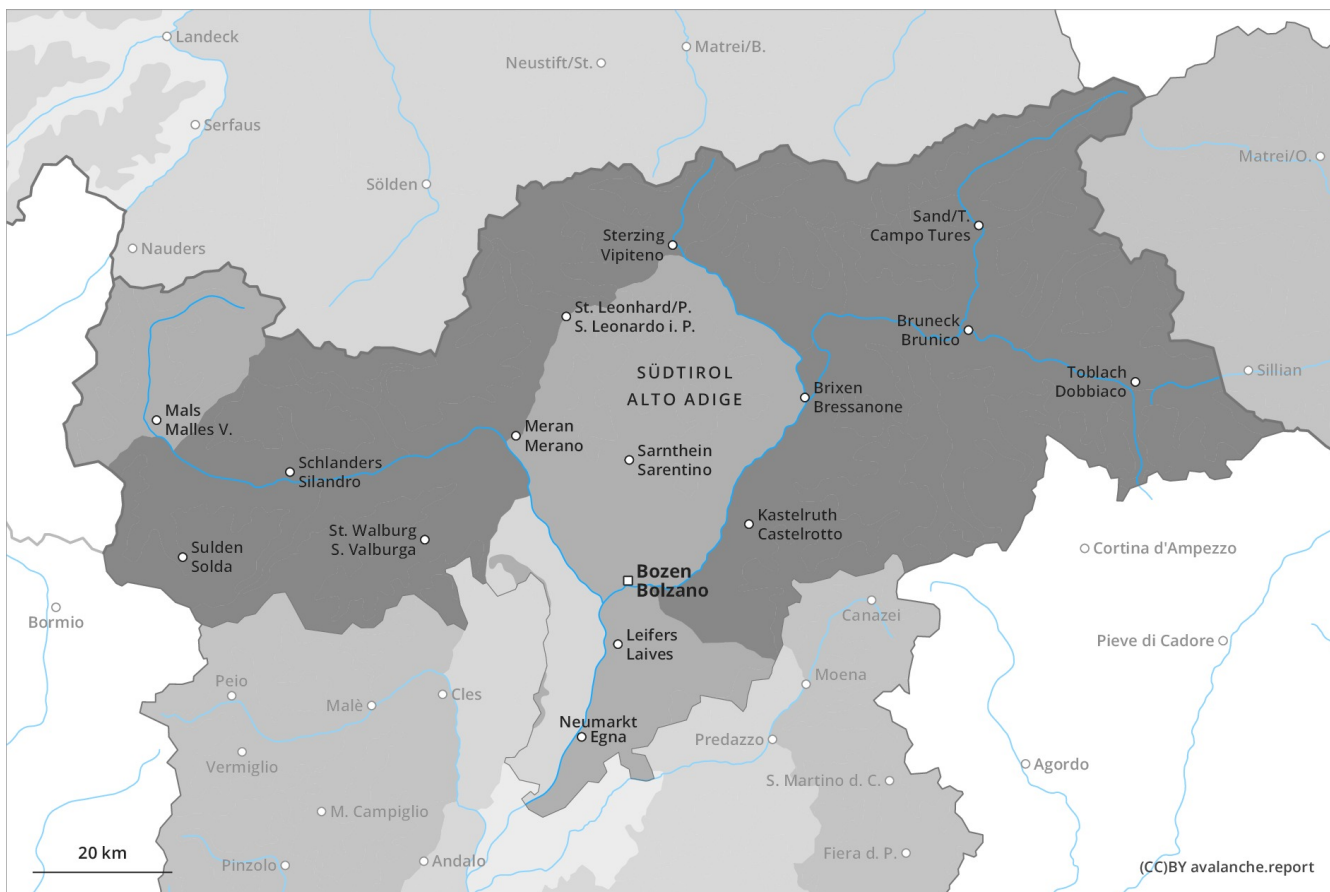 Landeck
Matrei/B.
Neustift/St.
Serfaus
Matrei/O.
Sölden
Sand/T.
Campo Tures
Sterzing
Vipiteno
Nauders
St. Leonhard/P.
S. Leonardo i. P.
Bruneck
Brunico
SÜDTIROL
ALTO ADIGE
Toblach
Dobbiaco
Sillian
Brixen
Bressanone
Mals
Malles V.
Meran
Merano
Sarnthein
Sarentino
Schlanders
Silandro
Kastelruth
Castelrotto
St. Walburg
S. Valburga
Sulden
Solda
Cortina d'Ampezzo
Bozen
Bolzano
Bormio
Canazei
Leifers
Laives
Pieve di Cadore
Peio
Moena
Malè
Cles
Neumarkt
Egna
Predazzo
Vermiglio
Agordo
S. Martino d. C.
M. Campiglio
20 km
Fiera d. P.
Pinzolo
Andalo
(CC)BY avalanche.report